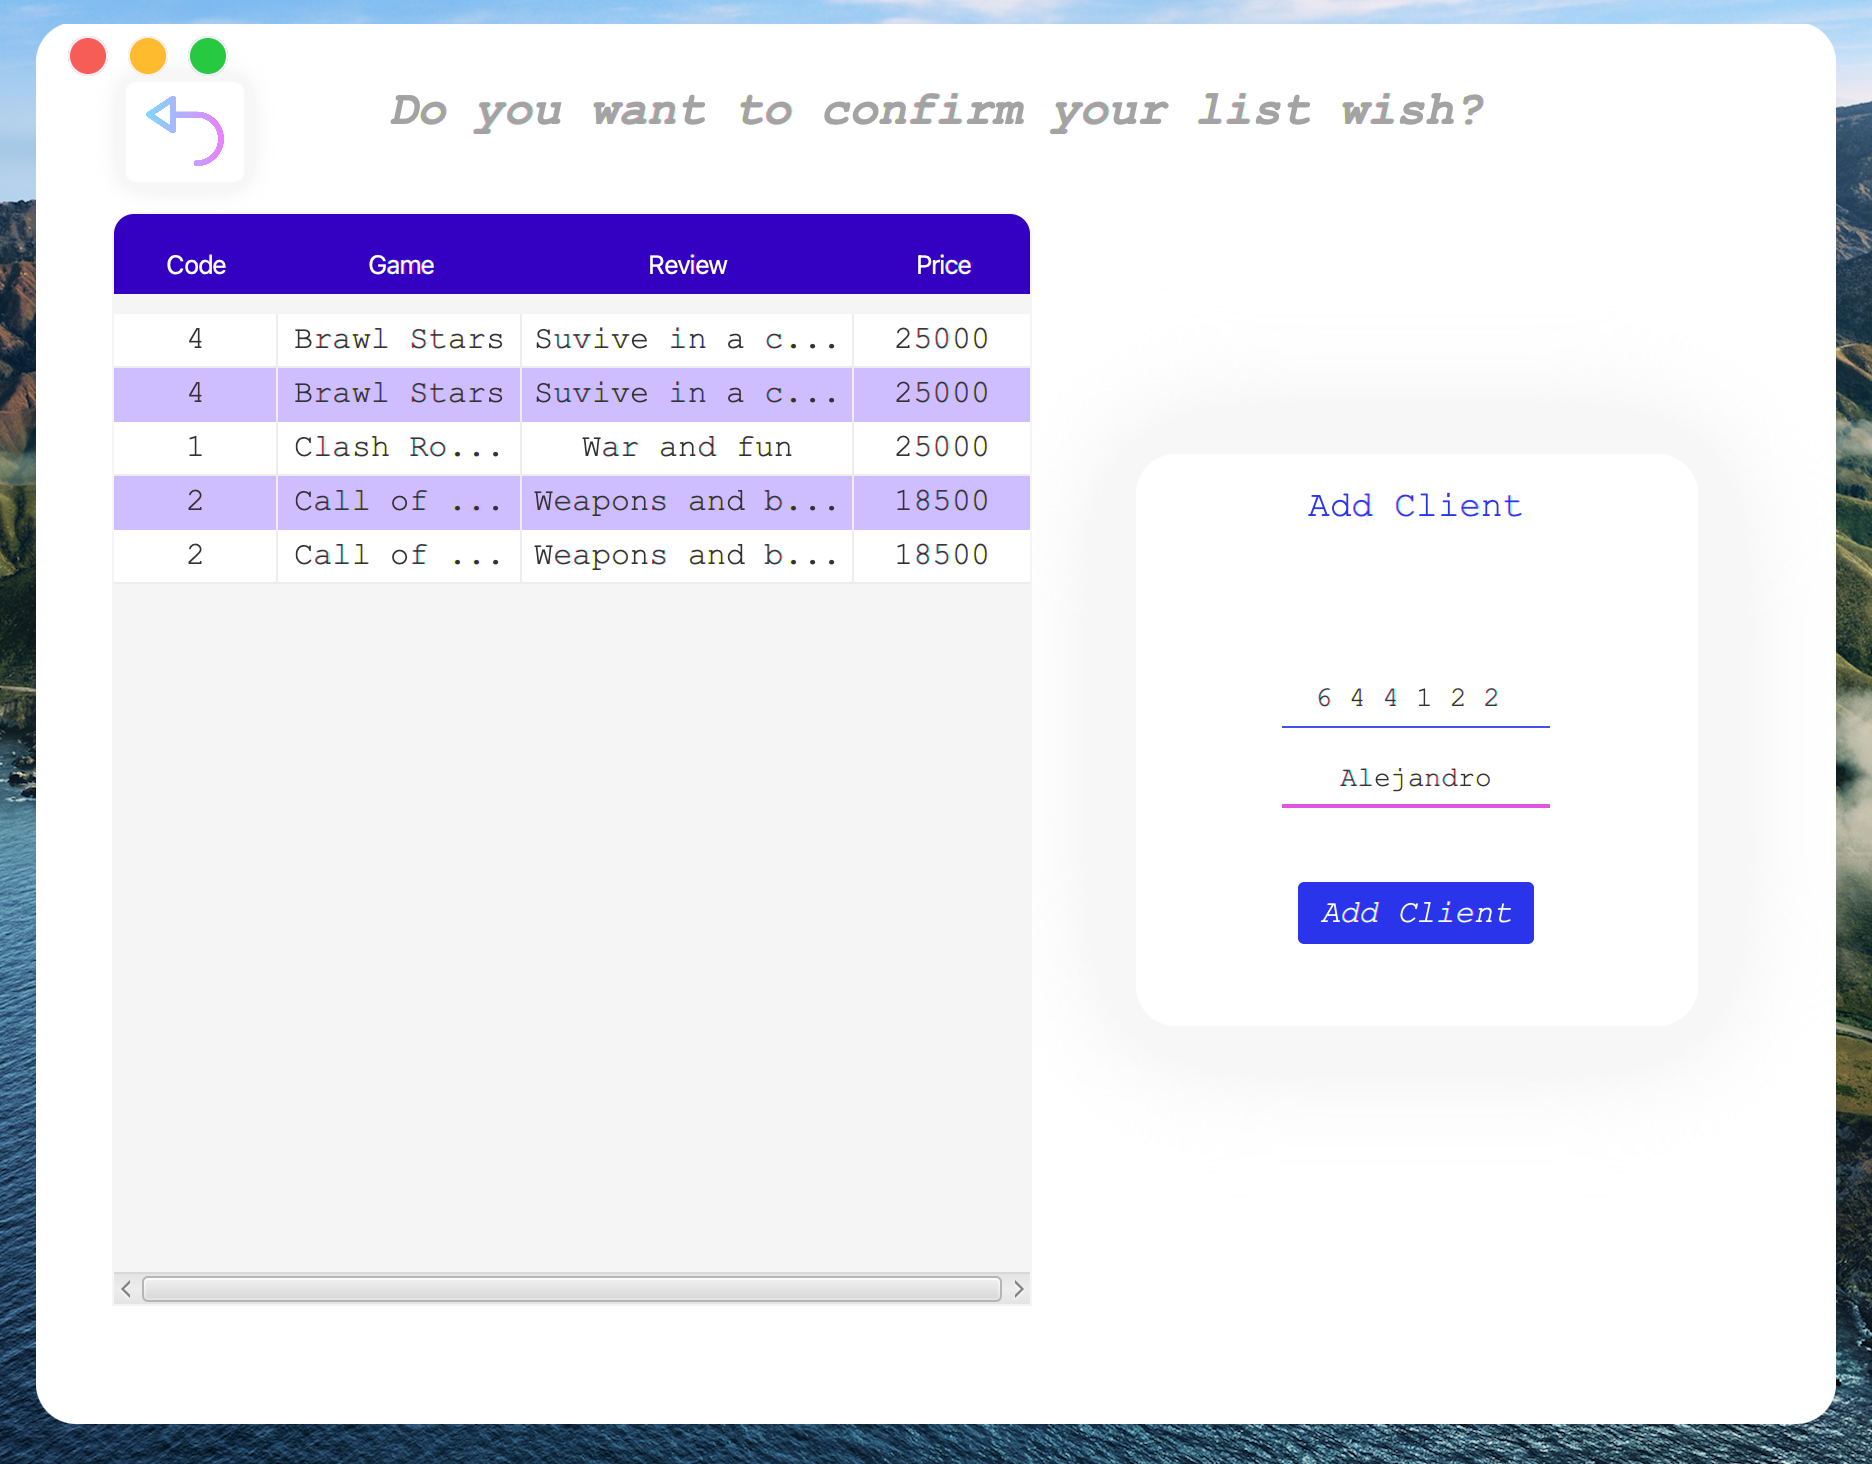 Do you want to confirm your list wish?
Code Game Review Price
4 Brawl Stars Suvive in a c... 25000
4 Brawl Stars Suvive in a c... 25000
1 Clash Ro... War and fun 25000
2 Call of ... Weapons and b... 18500
2 Call of ... Weapons and b... 18500
Add Client
6 4 4 1 2 2
Alejandro
Add Client